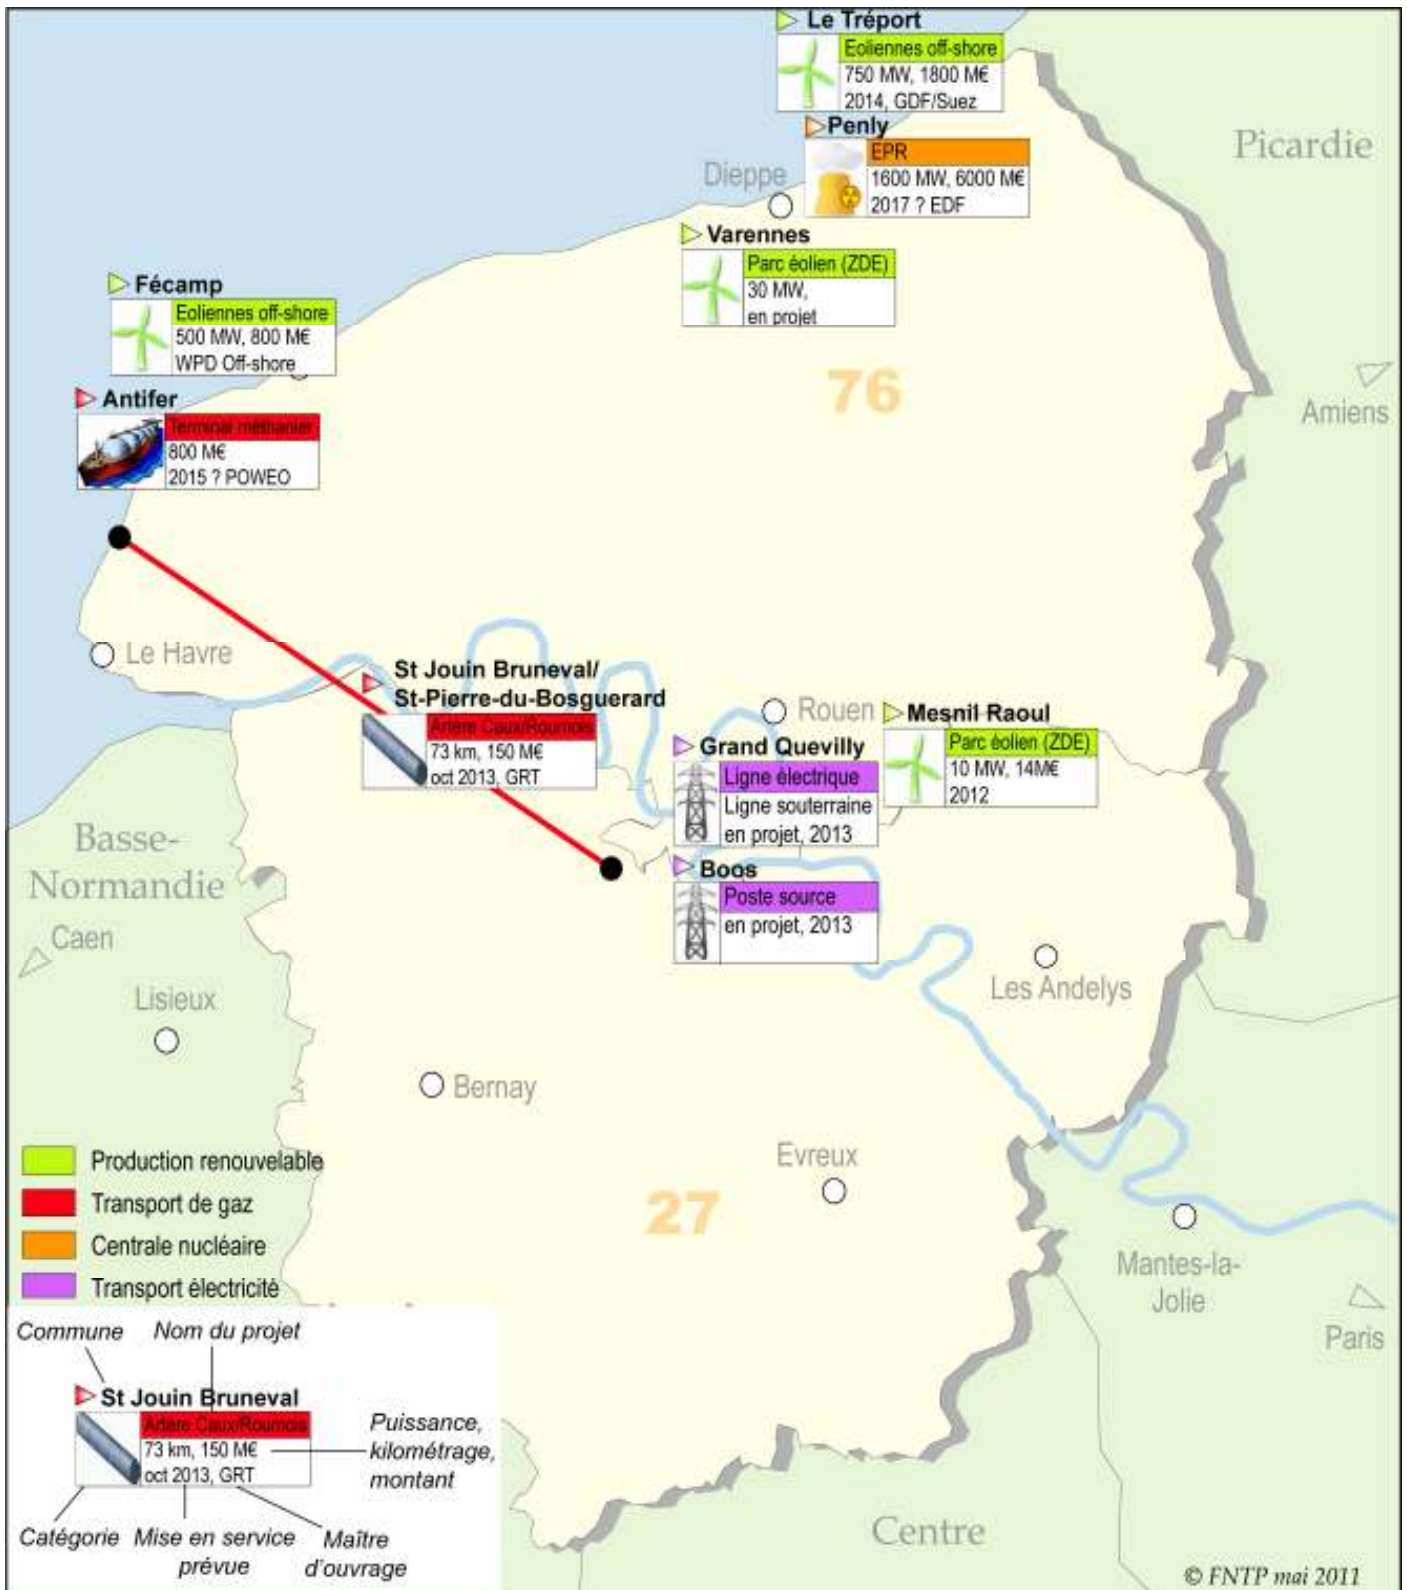 Le Tréport
Eoliennes off-shore
750 MW, 1800 M€
2014, GDF/Suez
Penly
EPR
1600 MW, 6000 M€
2017 ? EDF
Picardie
Dieppe
Varennes
Parc éolien (ZDE)
30 MW,
en projet
Fécamp
Eoliennes off-shore
500 MW, 800 M€
WPD Off-shore
Antifer
Terminal méthanier
800 M€
2015 ? POWEO
76
Amiens
Le Havre
St Jouin Bruneval/
St-Pierre-du-Bosguerard
Artère Caux/Roumois
73 km, 150 M€
oct 2013, GRT
Rouen
Mesnil Raoul
Parc éolien (ZDE)
10 MW, 14M€
2012
Grand Quevilly
Ligne électrique
Ligne souterraine
en projet, 2013
Boos
Poste source
en projet, 2013
Basse-
Normandie
Caen
Lisieux
Les Andelys
Bernay
Evreux
27
Mantes-la-
Jolie
Paris
Production renouvelable
Transport de gaz
Centrale nucléaire
Transport électricité
Commune
Nom du projet
St Jouin Bruneval
Artère Caux/Roumois
73 km, 150 M€
oct 2013, GRT
Puissance,
kilométrage,
montant
Catégorie
Mise en service
prévue
Maître
d'ouvrage
Centre
© FNTP mai 2011